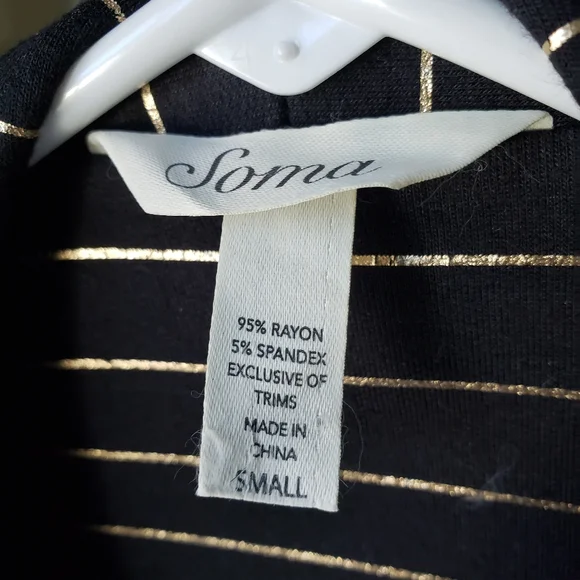 Soma
95% RAYON
5% SPANDEX
EXCLUSIVE OF
TRIMS
MADE IN
CHINA
SMALL